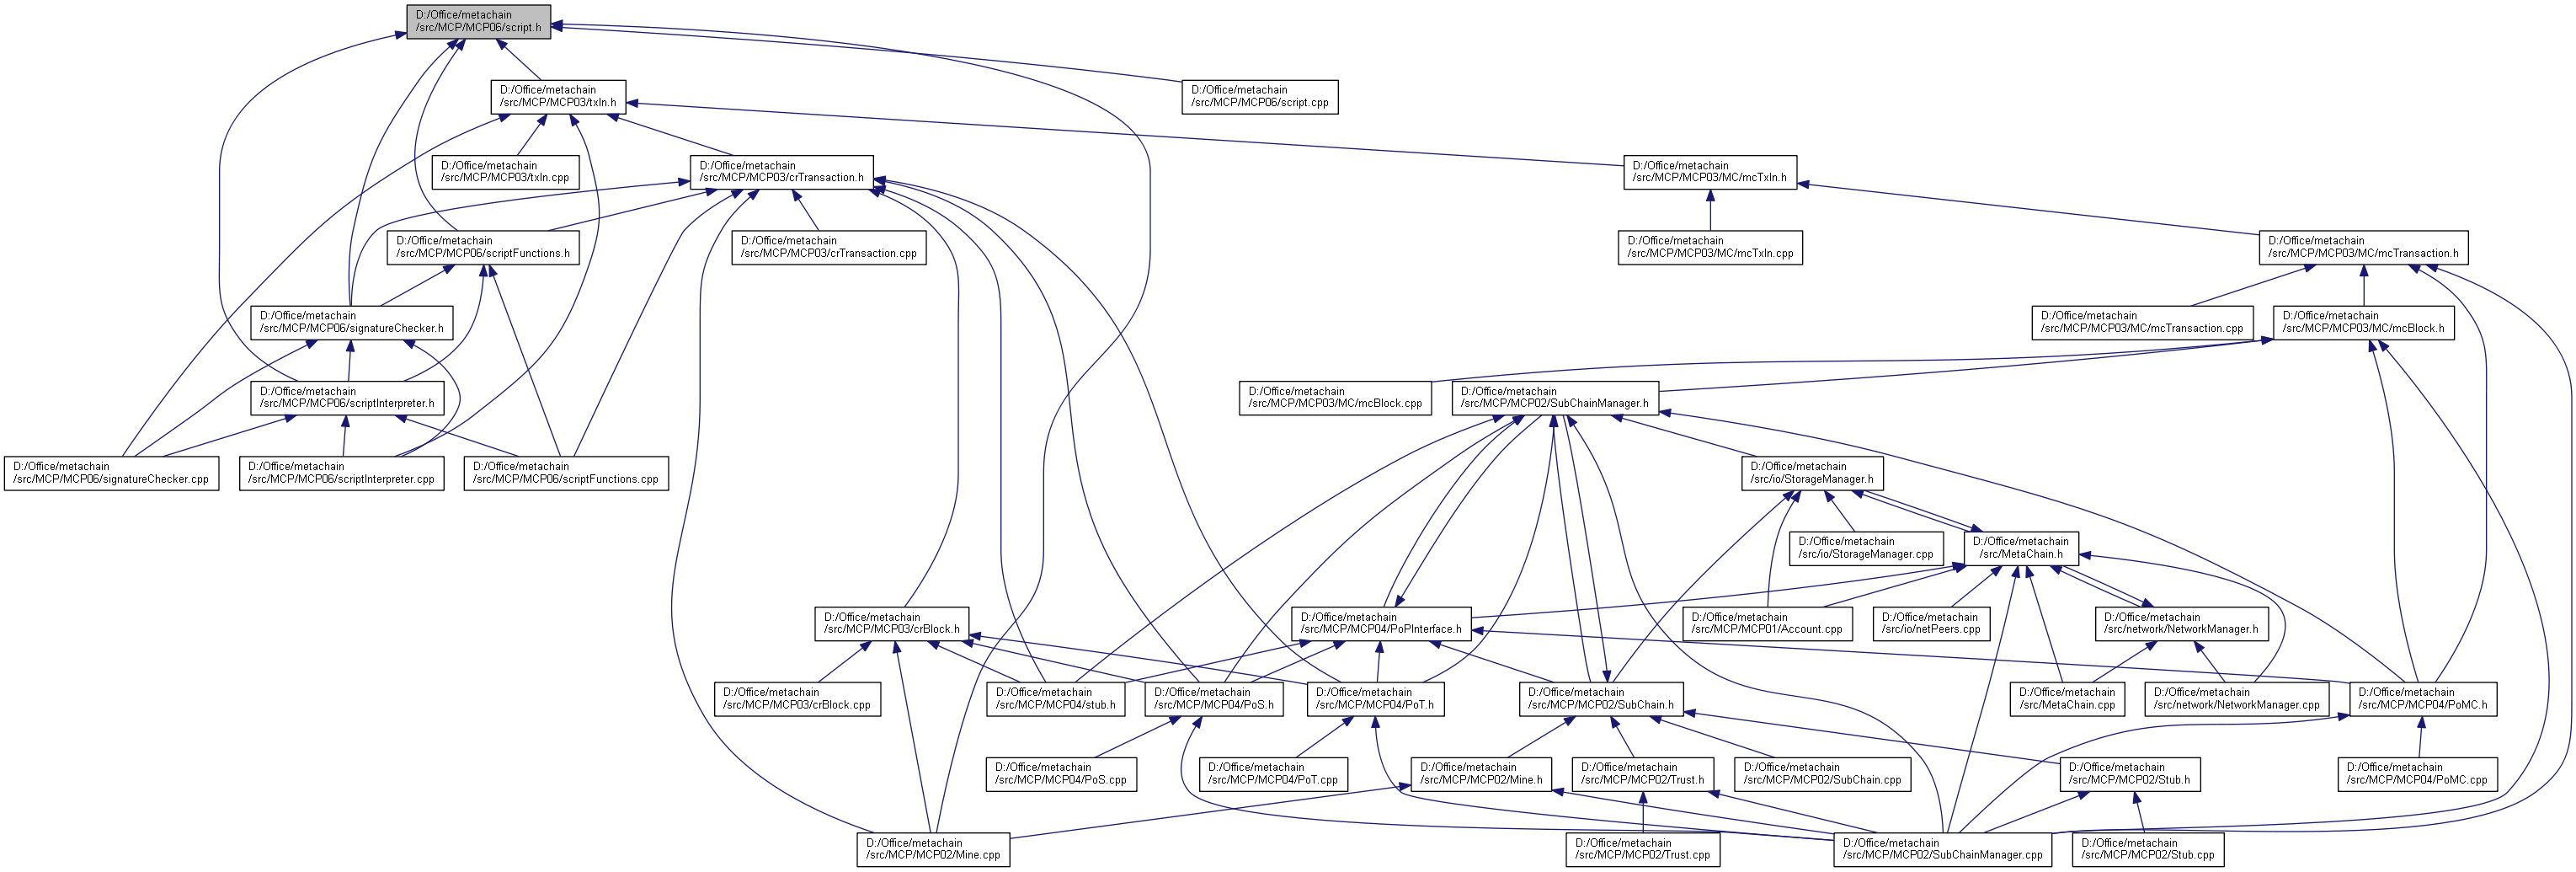 D:/Office/metachain
/src/MCP/MCP06/script.h
D:/Office/metachain
/src/MCP/MCP03/txIn.h
D:/Office/metachain
/src/MCP/MCP06/script.cpp
D:/Office/metachain
/src/MCP/MCP03/txIn.cpp
D:/Office/metachain
/src/MCP/MCP03/crTransaction.h
D:/Office/metachain
/src/MCP/MCP03/MC/mcTxIn.h
D:/Office/metachain
/src/MCP/MCP06/scriptFunctions.h
D:/Office/metachain
/src/MCP/MCP03/crTransaction.cpp
D:/Office/metachain
/src/MCP/MCP03/MC/mcTxIn.cpp
D:/Office/metachain
/src/MCP/MCP03/MC/mcTransaction.h
D:/Office/metachain
/src/MCP/MCP06/signatureChecker.h
D:/Office/metachain
/src/MCP/MCP03/MC/mcTransaction.cpp
D:/Office/metachain
/src/MCP/MCP03/MC/mcBlock.h
D:/Office/metachain
/src/MCP/MCP06/scriptInterpreter.h
D:/Office/metachain
/src/MCP/MCP03/MC/mcBlock.cpp
D:/Office/metachain
/src/MCP/MCP02/SubChainManager.h
D:/Office/metachain
/src/MCP/MCP06/signatureChecker.cpp
D:/Office/metachain
/src/MCP/MCP06/scriptInterpreter.cpp
D:/Office/metachain
/src/MCP/MCP06/scriptFunctions.cpp
D:/Office/metachain
/src/io/StorageManager.h
D:/Office/metachain
/src/io/StorageManager.cpp
D:/Office/metachain
/src/MetaChain.h
D:/Office/metachain
/src/MCP/MCP03/crBlock.h
D:/Office/metachain
/src/MCP/MCP04/PoPInterface.h
D:/Office/metachain
/src/MCP/MCP01/Account.cpp
D:/Office/metachain
/src/io/netPeers.cpp
D:/Office/metachain
/src/network/NetworkManager.h
D:/Office/metachain
/src/MCP/MCP03/crBlock.cpp
D:/Office/metachain
/src/MCP/MCP04/stub.h
D:/Office/metachain
/src/MCP/MCP04/PoS.h
D:/Office/metachain
/src/MCP/MCP04/PoT.h
D:/Office/metachain
/src/MCP/MCP02/SubChain.h
D:/Office/metachain
/src/MetaChain.cpp
D:/Office/metachain
/src/network/NetworkManager.cpp
D:/Office/metachain
/src/MCP/MCP04/PoMC.h
D:/Office/metachain
/src/MCP/MCP04/PoS.cpp
D:/Office/metachain
/src/MCP/MCP04/PoT.cpp
D:/Office/metachain
/src/MCP/MCP02/Mine.h
D:/Office/metachain
/src/MCP/MCP02/Trust.h
D:/Office/metachain
/src/MCP/MCP02/SubChain.cpp
D:/Office/metachain
/src/MCP/MCP02/Stub.h
D:/Office/metachain
/src/MCP/MCP04/PoMC.cpp
D:/Office/metachain
/src/MCP/MCP02/Mine.cpp
D:/Office/metachain
/src/MCP/MCP02/Trust.cpp
D:/Office/metachain
/src/MCP/MCP02/SubChainManager.cpp
D:/Office/metachain
/src/MCP/MCP02/Stub.cpp